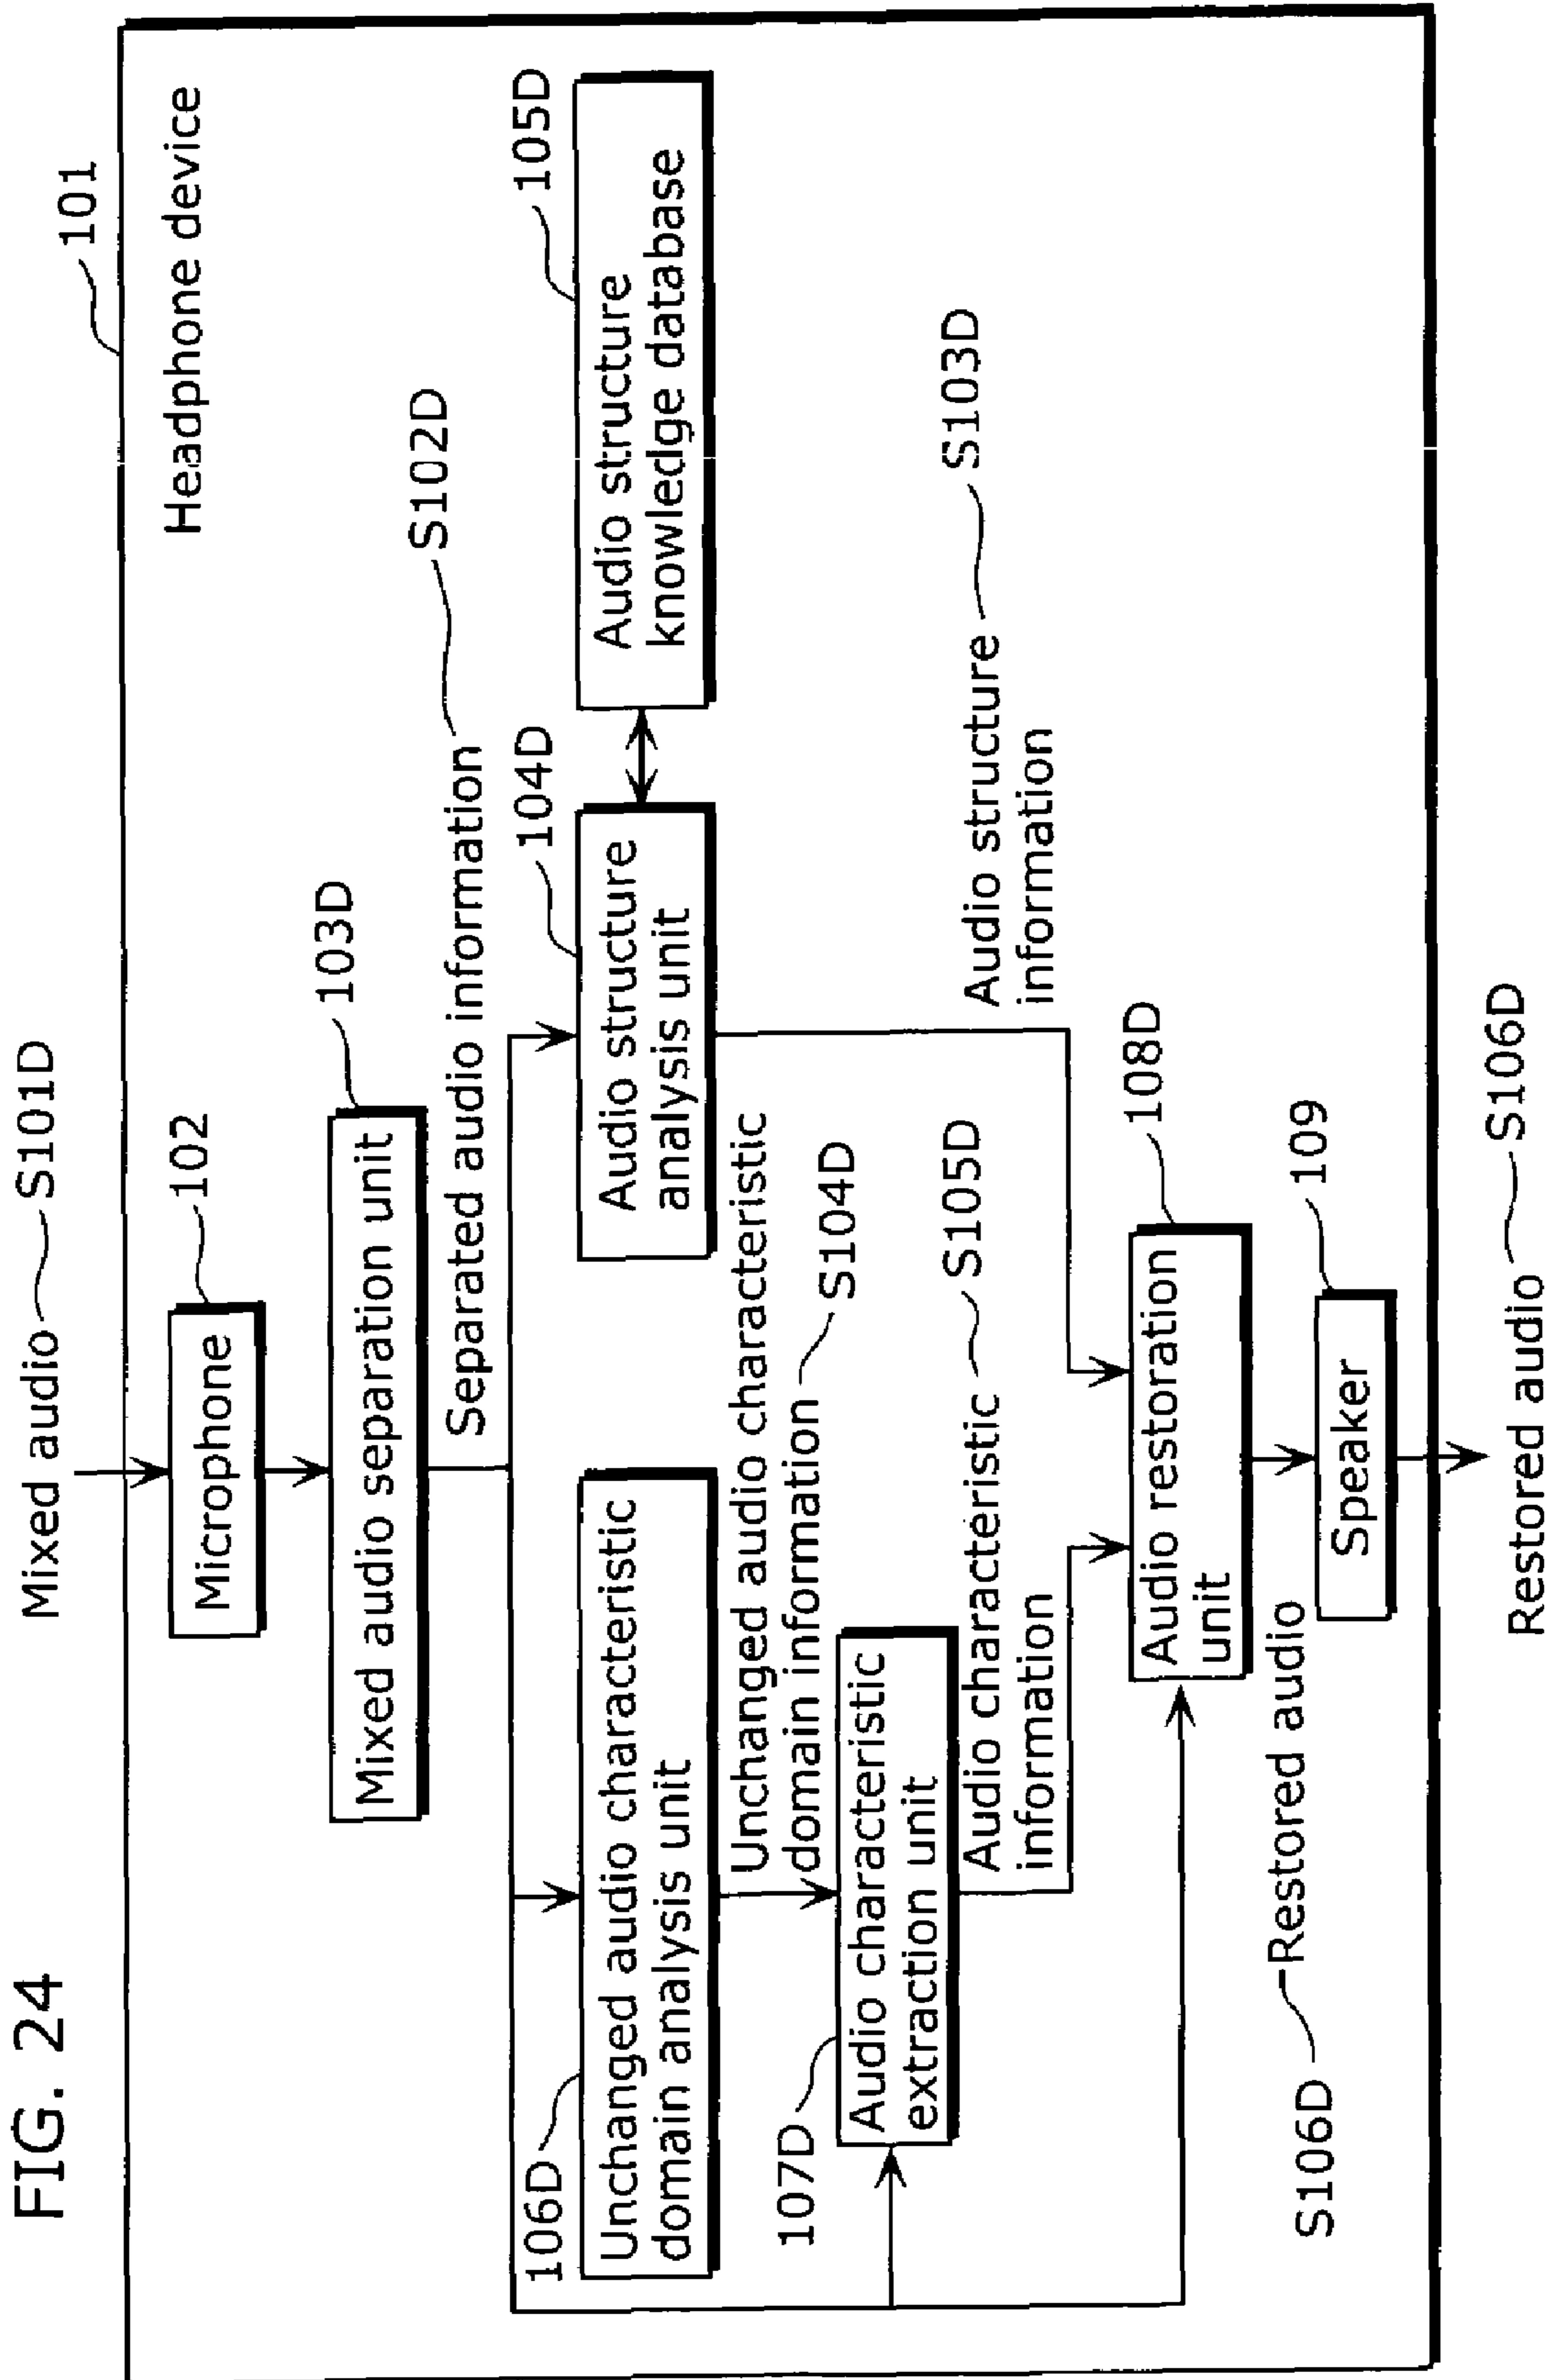 FIG. 24
Mixed audio
S101D
101
Headphone device
Microphone
102
Mixed audio separation unit
103D
Separated audio information
S102D
106D
Unchanged audio characteristic
domain analysis unit
Audio structure
analysis unit
104D
Audio structure
knowledge database
105D
Unchanged audio characteristic
domain information
S104D
107D
Audio characteristic
extraction unit
Audio characteristic
information
S105D
Audio structure
information
S103D
Audio restoration
unit
108D
S106D
Restored audio
Speaker
109
Restored audio
S106D